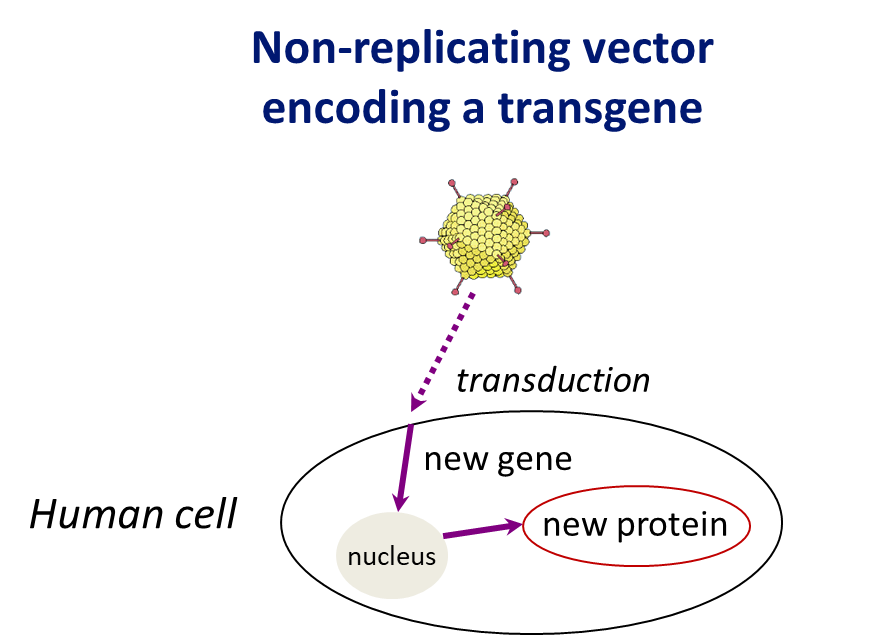 Non-replicating vector
encoding a transgene
transduction
new gene
Human cell
new protein
nucleus